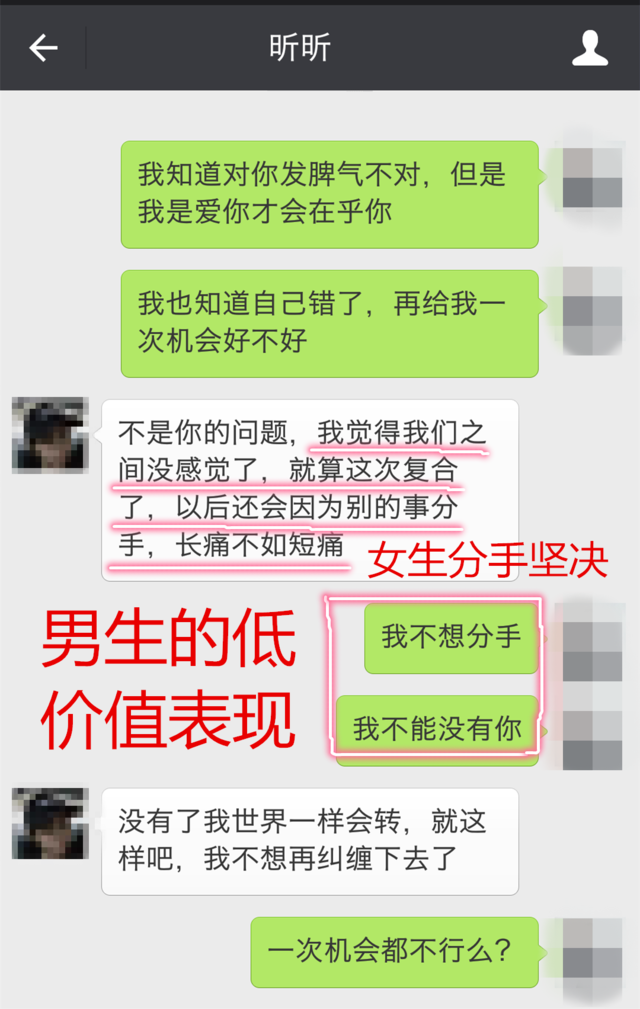 昕昕
我知道对你发脾气不对，但是
我是爱你才会在乎你
我也知道自己错了，再给我一
次机会好不好
不是你的问题，我觉得我们之
间没感觉了，就算这次复合
了，以后还会因为别的事分
手，长痛不如短痛
女生分手坚决
男生的低
价值表现
我不想分手
我不能没有你
没有了我世界一样会转，就这
样吧，我不想再纠缠下去了
一次机会都不行么？